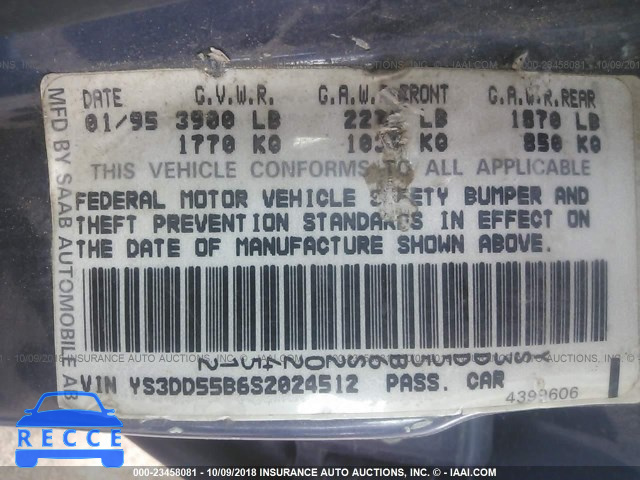 DATE G.V.W.R. G.A.W. FRONT G.A.W.R.REAR
01/95 3900 LB LB 1870 LB
1770 KG KG 850 KG
THIS VEHICLE CONFORMS TO ALL APPLICABLE
FEDERAL MOTOR VEHICLE SAFETY BUMPER AND
THEFT PREVENTION STANDARDS IN EFFECT ON
THE DATE OF MANUFACTURE SHOWN ABOVE.
MFD BY SAAB AUTOMOBILE AB
YS3DD55B6S2024512
VIN YS3DD55B6S2024512 PASS. CAR
4399606
RECCE
000-23458081 - 10/09/2018 INSURANCE AUTO AUCTIONS, INC. - IAAI.COM